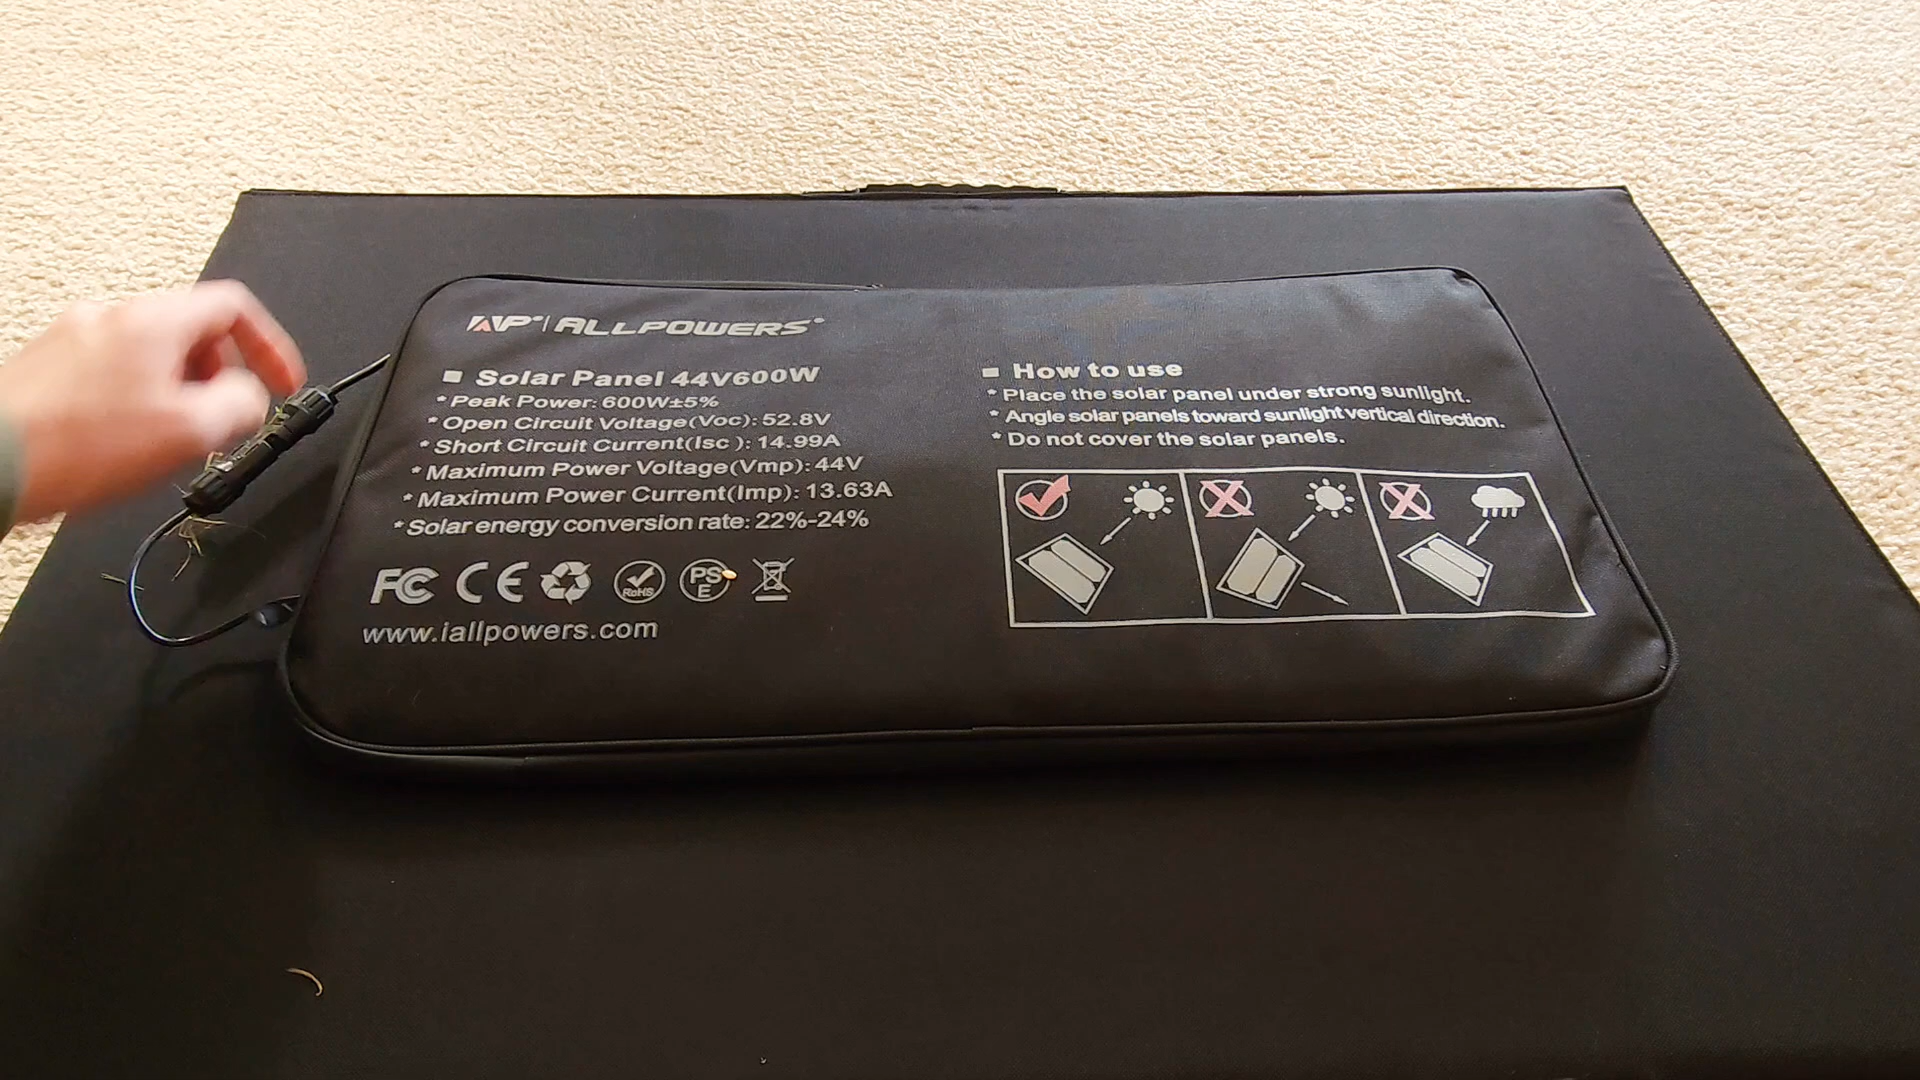 AP® | ALLPOWERS®
■ Solar Panel 44V600W
* Peak Power: 600W±5%
* Open Circuit Voltage(Voc): 52.8V
* Short Circuit Current(Isc ): 14.99A
* Maximum Power Voltage(Vmp): 44V
* Maximum Power Current(Imp): 13.63A
* Solar energy conversion rate: 22%-24%
FC CE RoHS PSE
www.iallpowers.com
■ How to use
* Place the solar panel under strong sunlight.
* Angle solar panels toward sunlight vertical direction.
* Do not cover the solar panels.